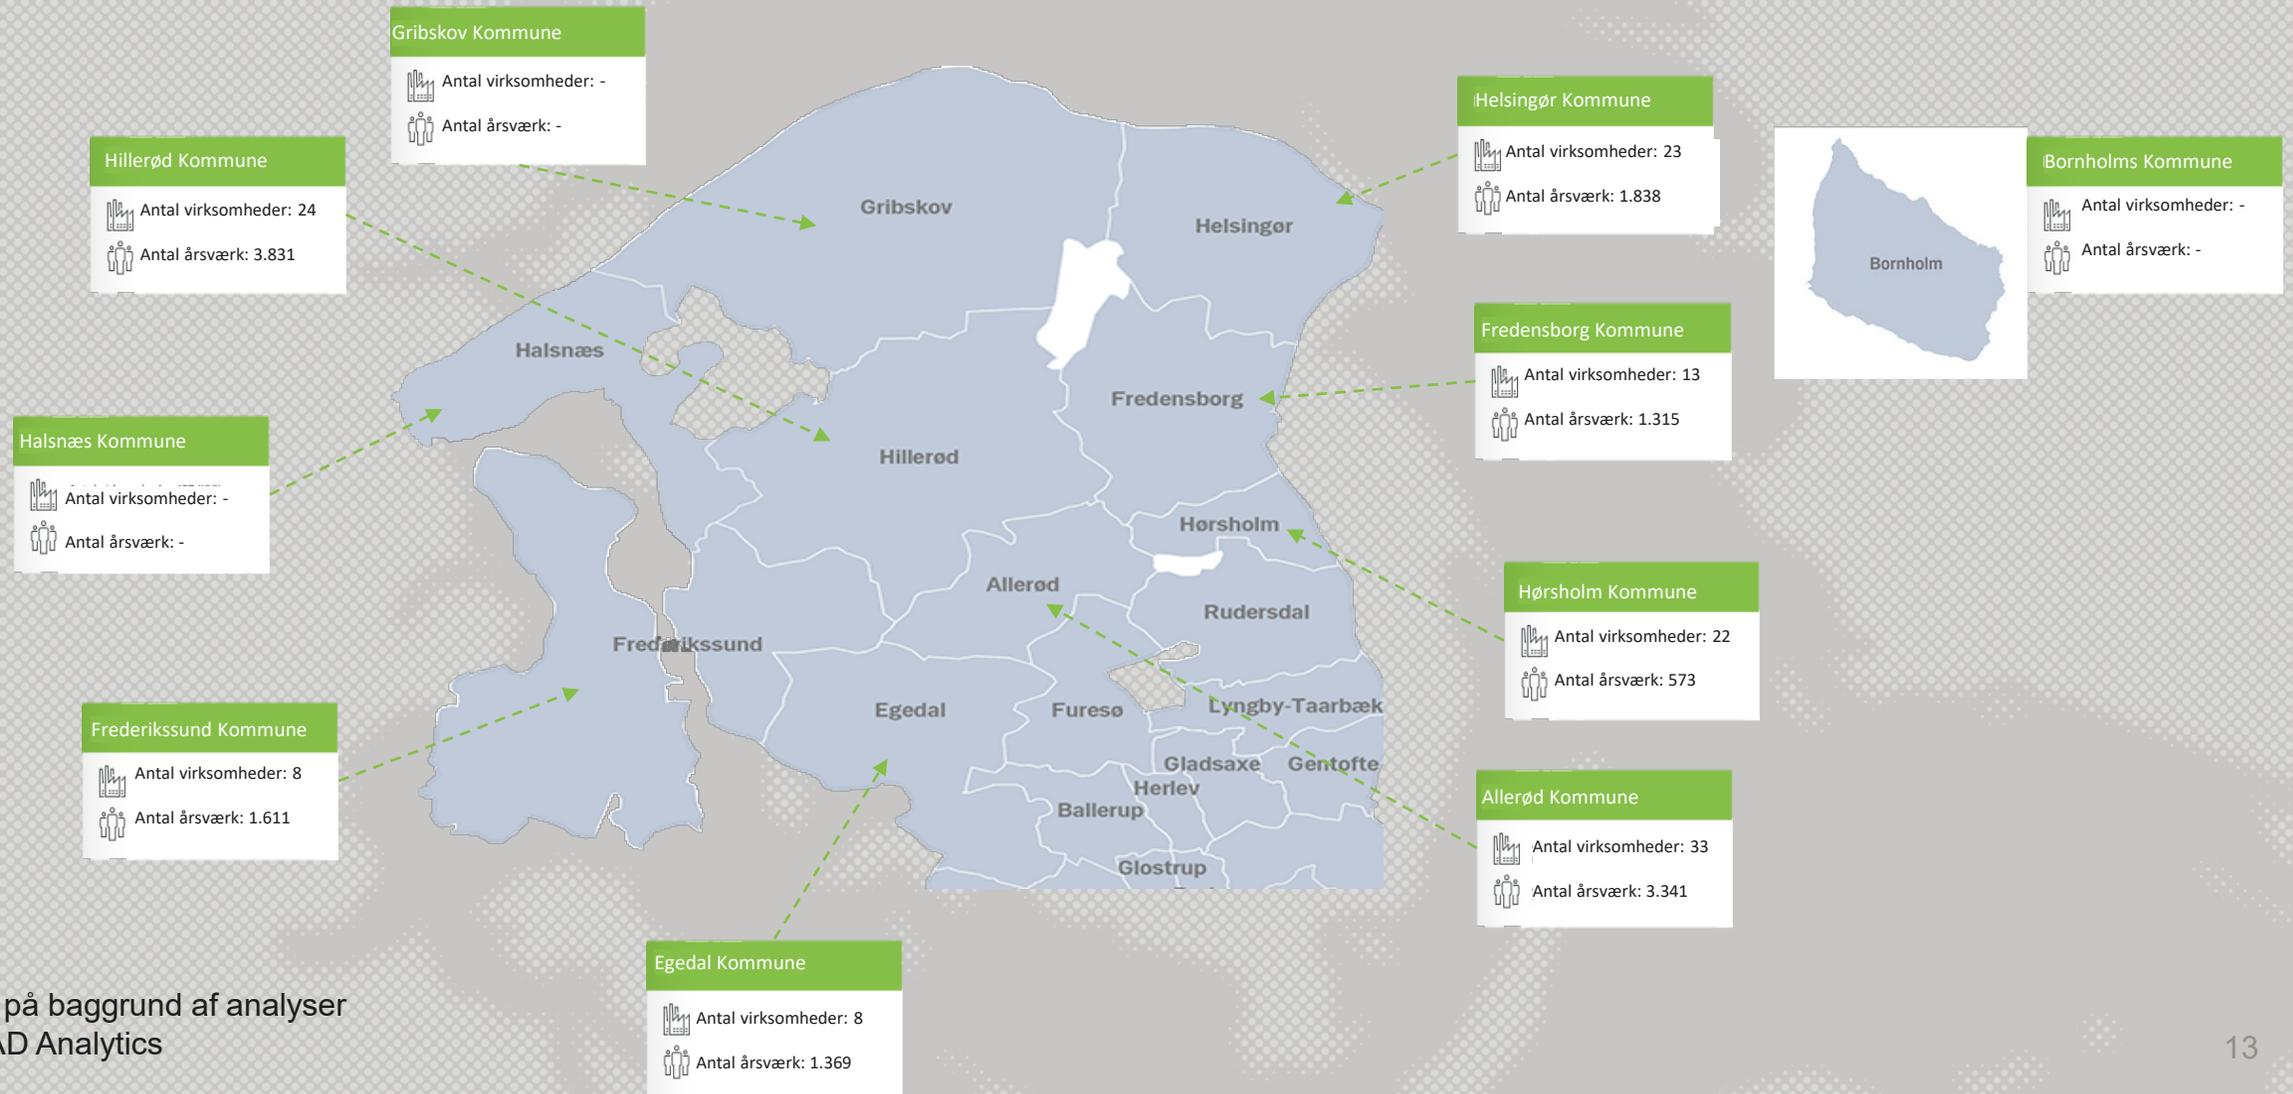 Gribskov Kommune
Antal virksomheder: -
Antal årsværk: -
Hillerød Kommune
Antal virksomheder: 24
Antal årsværk: 3.831
Halsnæs Kommune
Antal virksomheder: -
Antal årsværk: -
Frederikssund Kommune
Antal virksomheder: 8
Antal årsværk: 1.611
Egedal Kommune
Antal virksomheder: 8
Antal årsværk: 1.369
Helsingør Kommune
Antal virksomheder: 23
Antal årsværk: 1.838
Bornholms Kommune
Antal virksomheder: -
Antal årsværk: -
Fredensborg Kommune
Antal virksomheder: 13
Antal årsværk: 1.315
Hørsholm Kommune
Antal virksomheder: 22
Antal årsværk: 573
Allerød Kommune
Antal virksomheder: 33
Antal årsværk: 3.341
Gribskov
Helsingør
Bornholm
Halsnæs
Fredensborg
Hillerød
Hørsholm
Allerød
Rudersdal
Frederikssund
Egedal
Furesø
Lyngby-Taarbæk
Gladsaxe
Gentofte
Herlev
Ballerup
Glostrup
på baggrund af analyser
AD Analytics
13